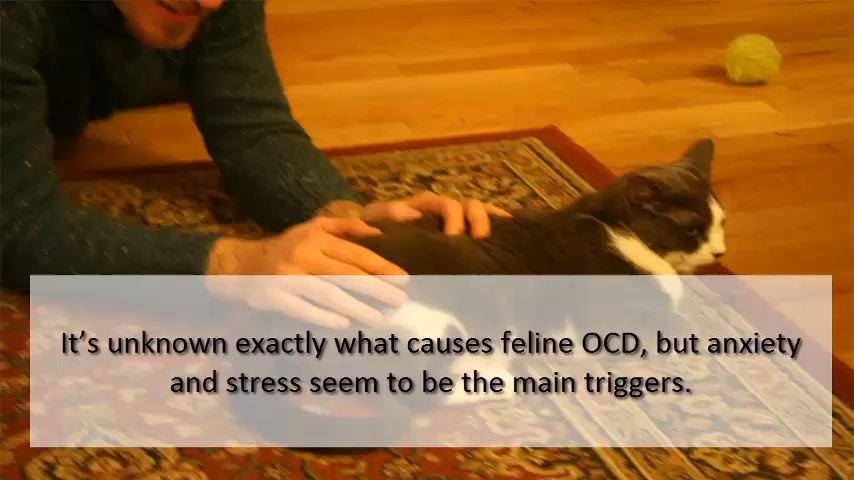 It’s unknown exactly what causes feline OCD, but anxiety
and stress seem to be the main triggers.